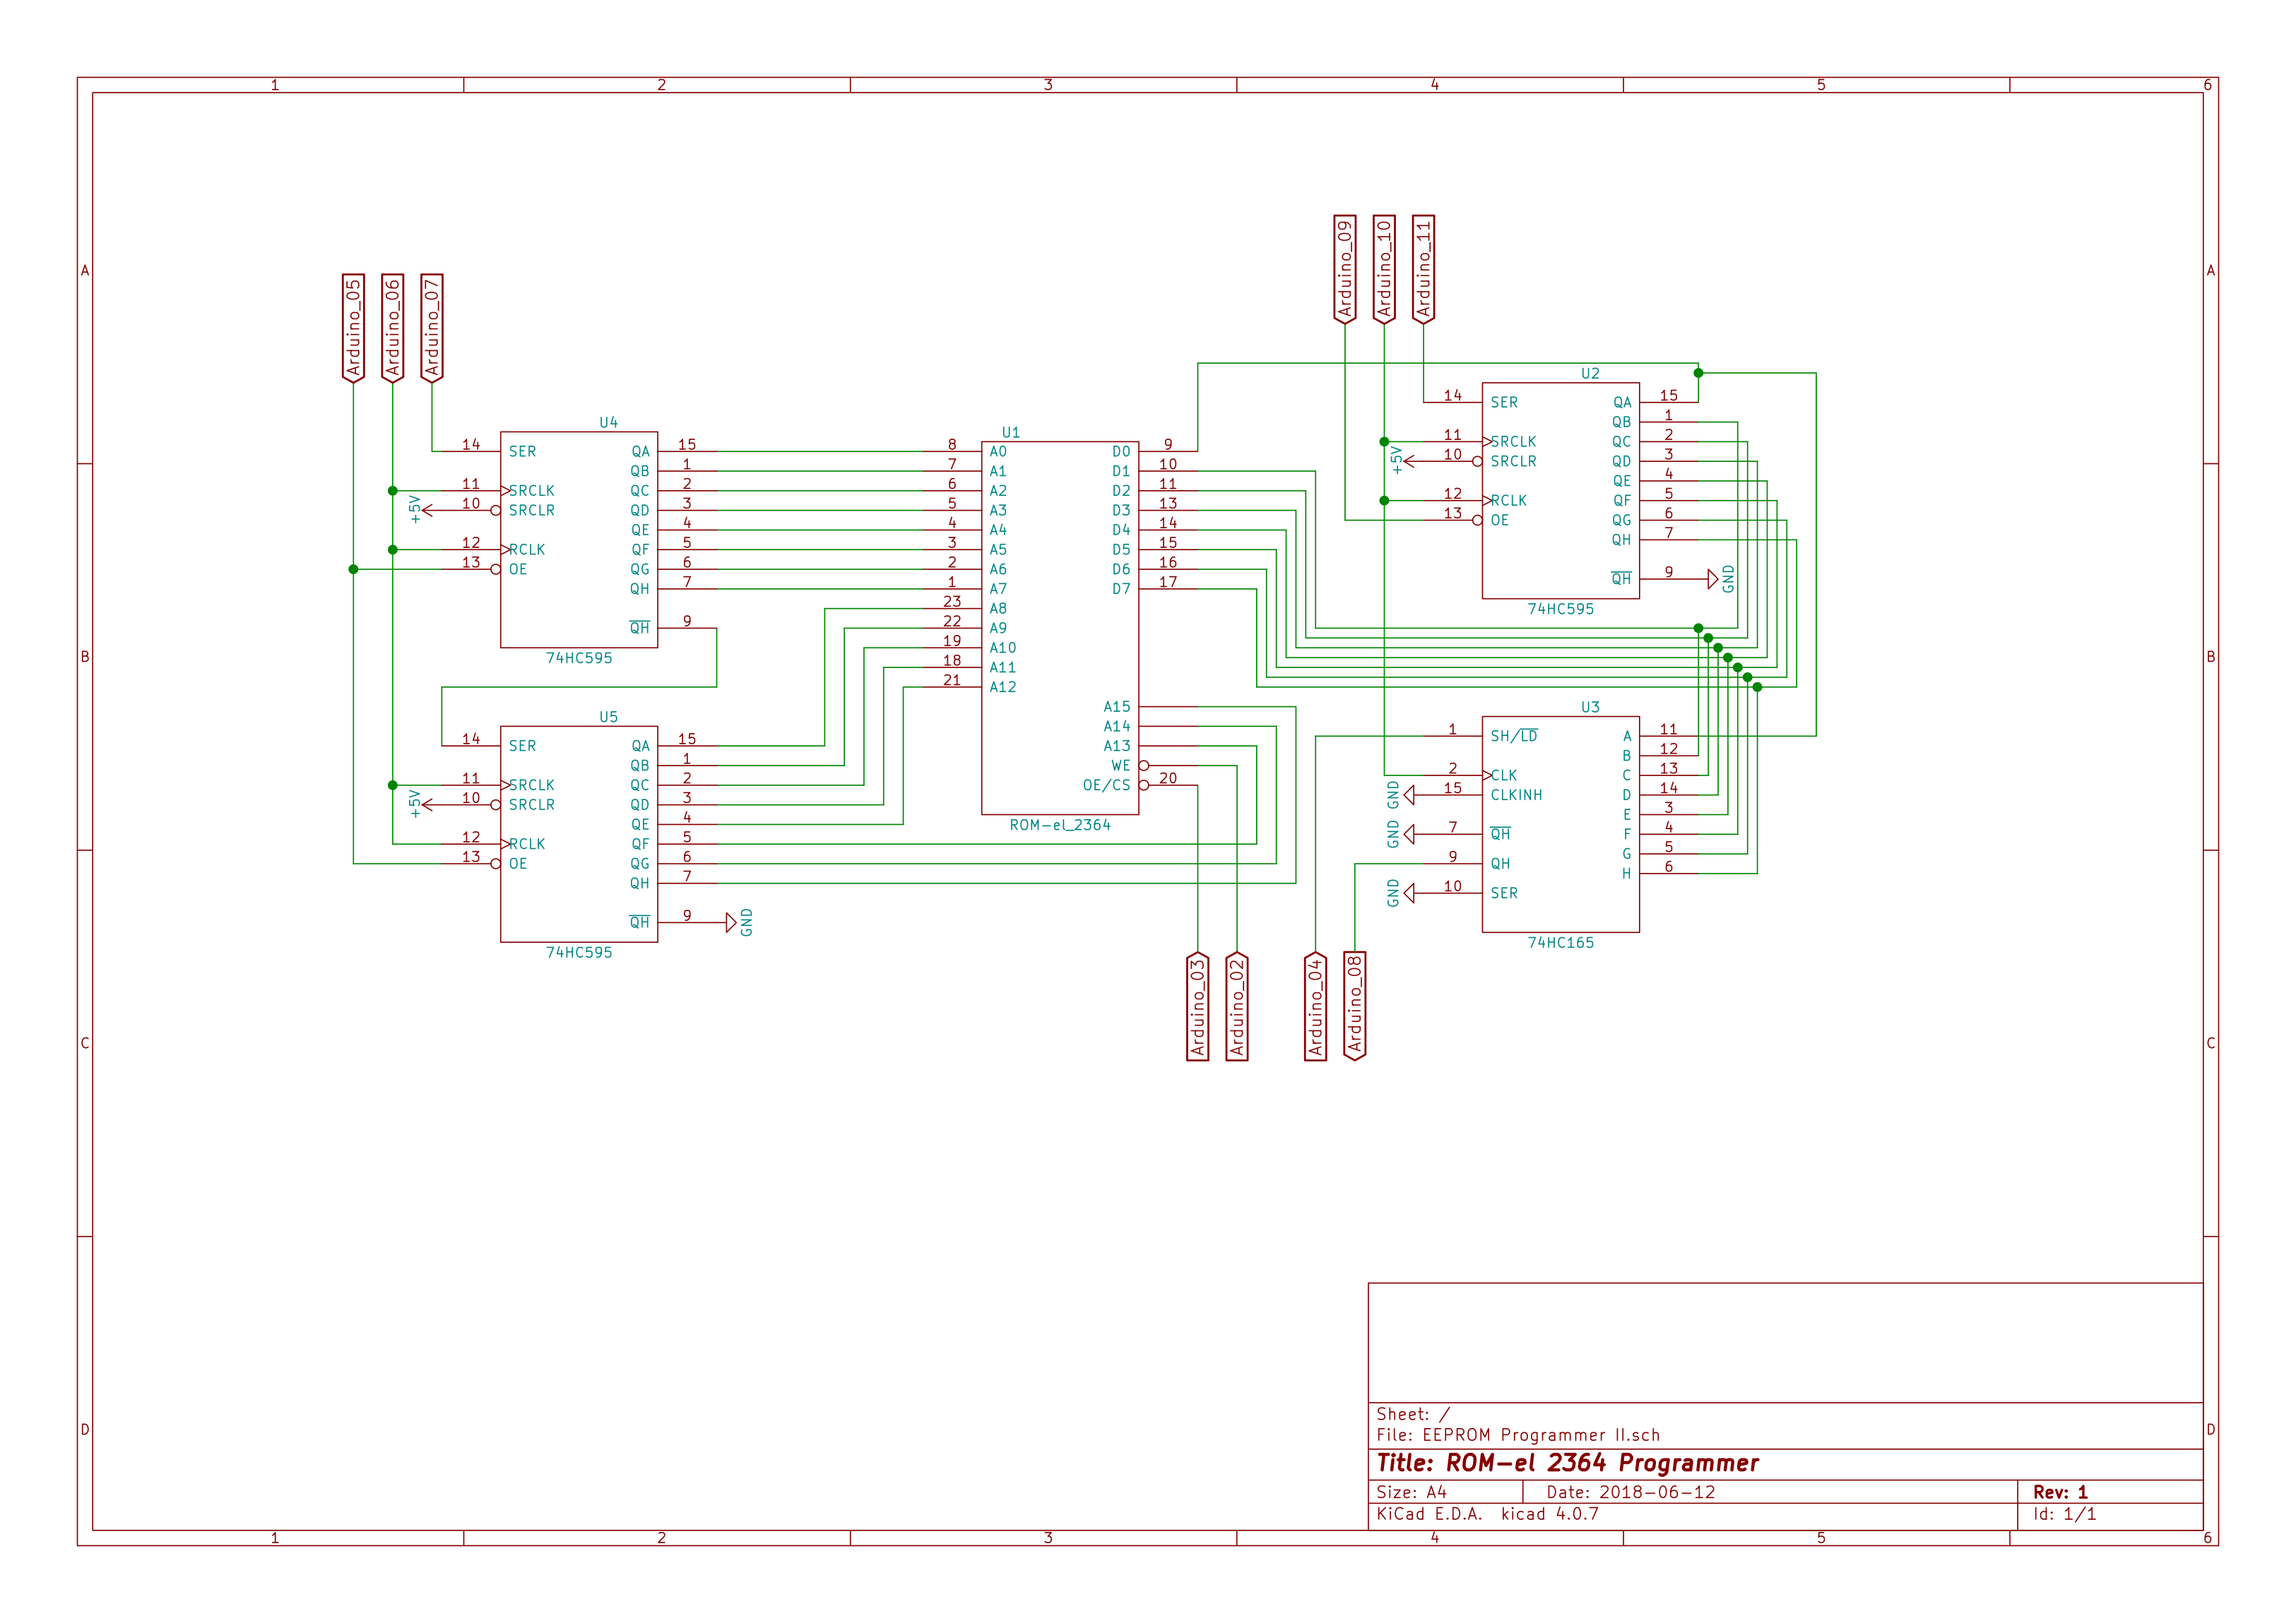 1 2 3 4 5 6
A A
Arduino_09
Arduino_10
Arduino_11
Arduino_05
Arduino_06
Arduino_07
U4
14 SER QA 15
QB 1
11 SRCLK QC 2
+5V 10 SRCLR QD 3
QE 4
12 RCLK QF 5
13 OE QG 6
QH 7
QH 9
74HC595
U1
8 A0 D0 9
7 A1 D1 10
6 A2 D2 11
5 A3 D3 13
4 A4 D4 14
3 A5 D5 15
2 A6 D6 16
1 A7 D7 17
23 A8
22 A9
19 A10
18 A11
21 A12
A15
A14
A13
WE
OE/CS 20
ROM-el_2364
U2
14 SER QA 15
QB 1
11 SRCLK QC 2
+5V 10 SRCLR QD 3
QE 4
12 RCLK QF 5
13 OE QG 6
QH 7
QH 9 GND
74HC595
B B
U5
14 SER QA 15
QB 1
11 SRCLK QC 2
+5V 10 SRCLR QD 3
QE 4
12 RCLK QF 5
13 OE QG 6
QH 7
QH 9 GND
74HC595
U3
1 SH/LD A 11
B 12
2 CLK C 13
GND 15 CLKINH D 14
E 3
GND 7 QH F 4
G 5
9 QH H 6
GND 10 SER
74HC165
Arduino_03
Arduino_02
Arduino_04
Arduino_08
C C
D D
Sheet: /
File: EEPROM Programmer II.sch
Title: ROM-el 2364 Programmer
Size: A4 Date: 2018-06-12 Rev: 1
KiCad E.D.A. kicad 4.0.7 Id: 1/1
1 2 3 4 5 6